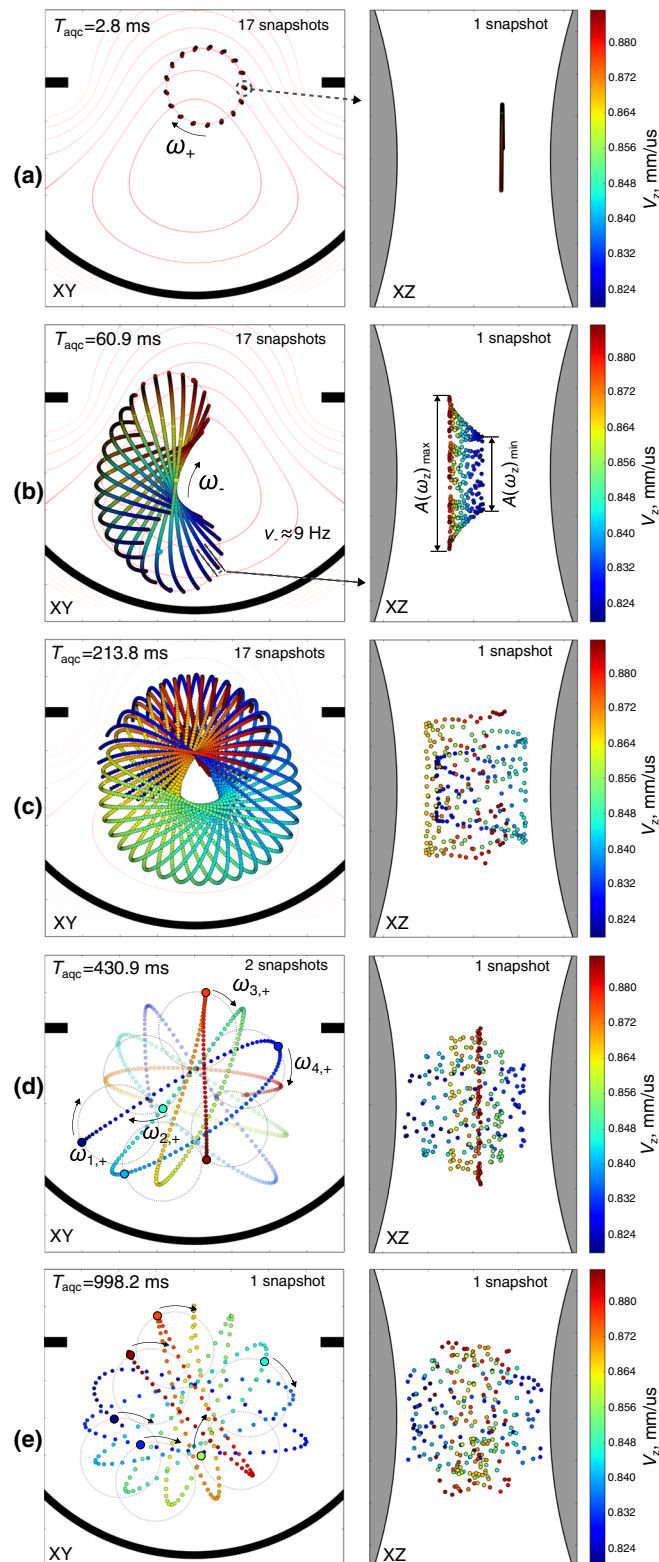 T_aqc=2.8 ms
17 snapshots
1 snapshot
ω₊
(a)
XY
XZ
0.880
0.872
0.864
0.856
0.848
0.840
0.832
0.824
V_z, mm/us
T_aqc=60.9 ms
17 snapshots
1 snapshot
A(ω_z)_max
A(ω_z)_min
ω₋
ν₋≈9 Hz
(b)
XY
XZ
0.880
0.872
0.864
0.856
0.848
0.840
0.832
0.824
V_z, mm/us
T_aqc=213.8 ms
17 snapshots
1 snapshot
(c)
XY
XZ
0.880
0.872
0.864
0.856
0.848
0.840
0.832
0.824
V_z, mm/us
T_aqc=430.9 ms
2 snapshots
1 snapshot
ω₃,₊
ω₄,₊
ω₂,₊
ω₁,₊
(d)
XY
XZ
0.880
0.872
0.864
0.856
0.848
0.840
0.832
0.824
V_z, mm/us
T_aqc=998.2 ms
1 snapshot
1 snapshot
(e)
XY
XZ
0.880
0.872
0.864
0.856
0.848
0.840
0.832
0.824
V_z, mm/us